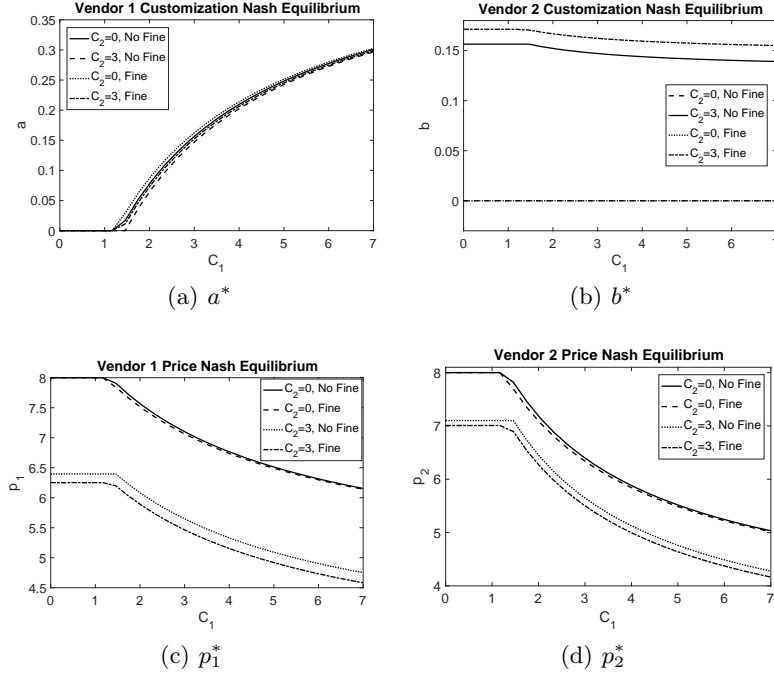 Vendor 1 Customization Nash Equilibrium
0.4
0.35
0.3
0.25
0.2
0.15
0.1
0.05
0
a
C2=0, No Fine
C2=3, No Fine
C2=0, Fine
C2=3, Fine
0 1 2 3 4 5 6 7
C1
(a) a*
Vendor 2 Customization Nash Equilibrium
0.15
0.1
0.05
0
b
C2=0, No Fine
C2=3, No Fine
C2=0, Fine
C2=3, Fine
0 1 2 3 4 5 6 7
C1
(b) b*
Vendor 1 Price Nash Equilibrium
8
7.5
7
6.5
6
5.5
5
4.5
p1
C2=0, No Fine
C2=0, Fine
C2=3, No Fine
C2=3, Fine
0 1 2 3 4 5 6 7
C1
(c) p1*
Vendor 2 Price Nash Equilibrium
8
7
6
5
4
p2
C2=0, No Fine
C2=0, Fine
C2=3, No Fine
C2=3, Fine
0 1 2 3 4 5 6 7
C1
(d) p2*